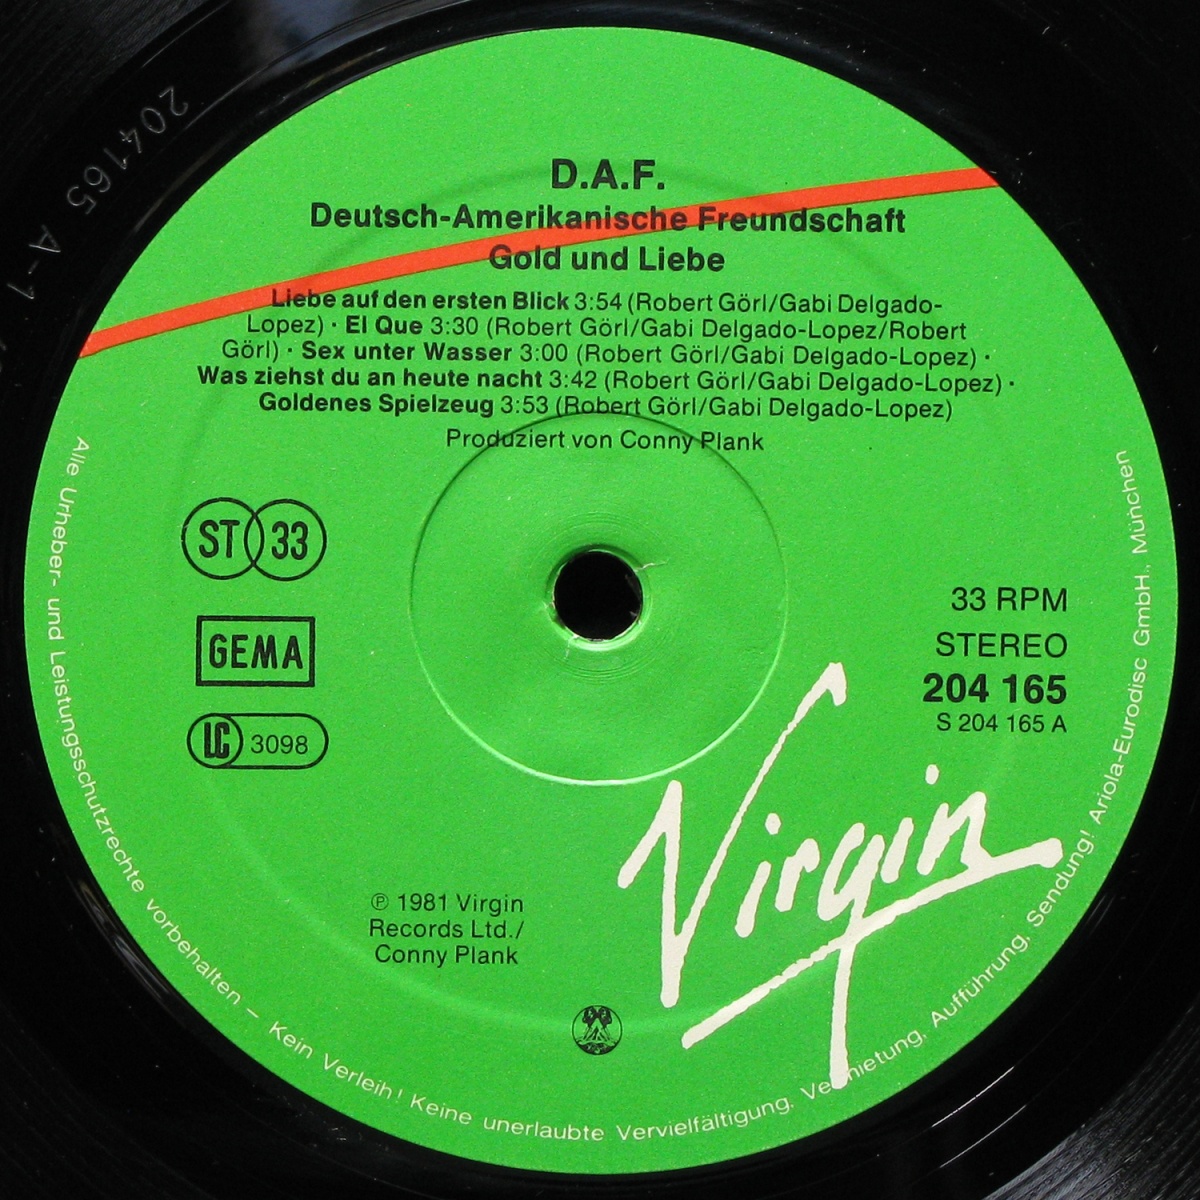 D.A.F.
Deutsch-Amerikanische Freundschaft
Gold und Liebe
Liebe auf den ersten Blick 3:54 (Robert Görl/Gabi Delgado-
Lopez) · El Que 3:30 (Robert Görl/Gabi Delgado-Lopez/Robert
Görl) · Sex unter Wasser 3:00 (Robert Görl/Gabi Delgado-Lopez) ·
Was ziehst du an heute nacht 3:42 (Robert Görl/Gabi Delgado-Lopez) ·
Goldenes Spielzeug 3:53 (Robert Görl/Gabi Delgado-Lopez)
Produziert von Conny Plank
ST 33
GEMA
LC 3098
33 RPM
STEREO
204 165
S 204 165 A
Virgin
℗ 1981 Virgin
Records Ltd./
Conny Plank
Alle Urheber- und Leistungsschutzrechte vorbehalten – Kein Verleih! Keine unerlaubte Vervielfältigung, Vermietung, Aufführung, Sendung! Ariola-Eurodisc GmbH., München
204165 A-1